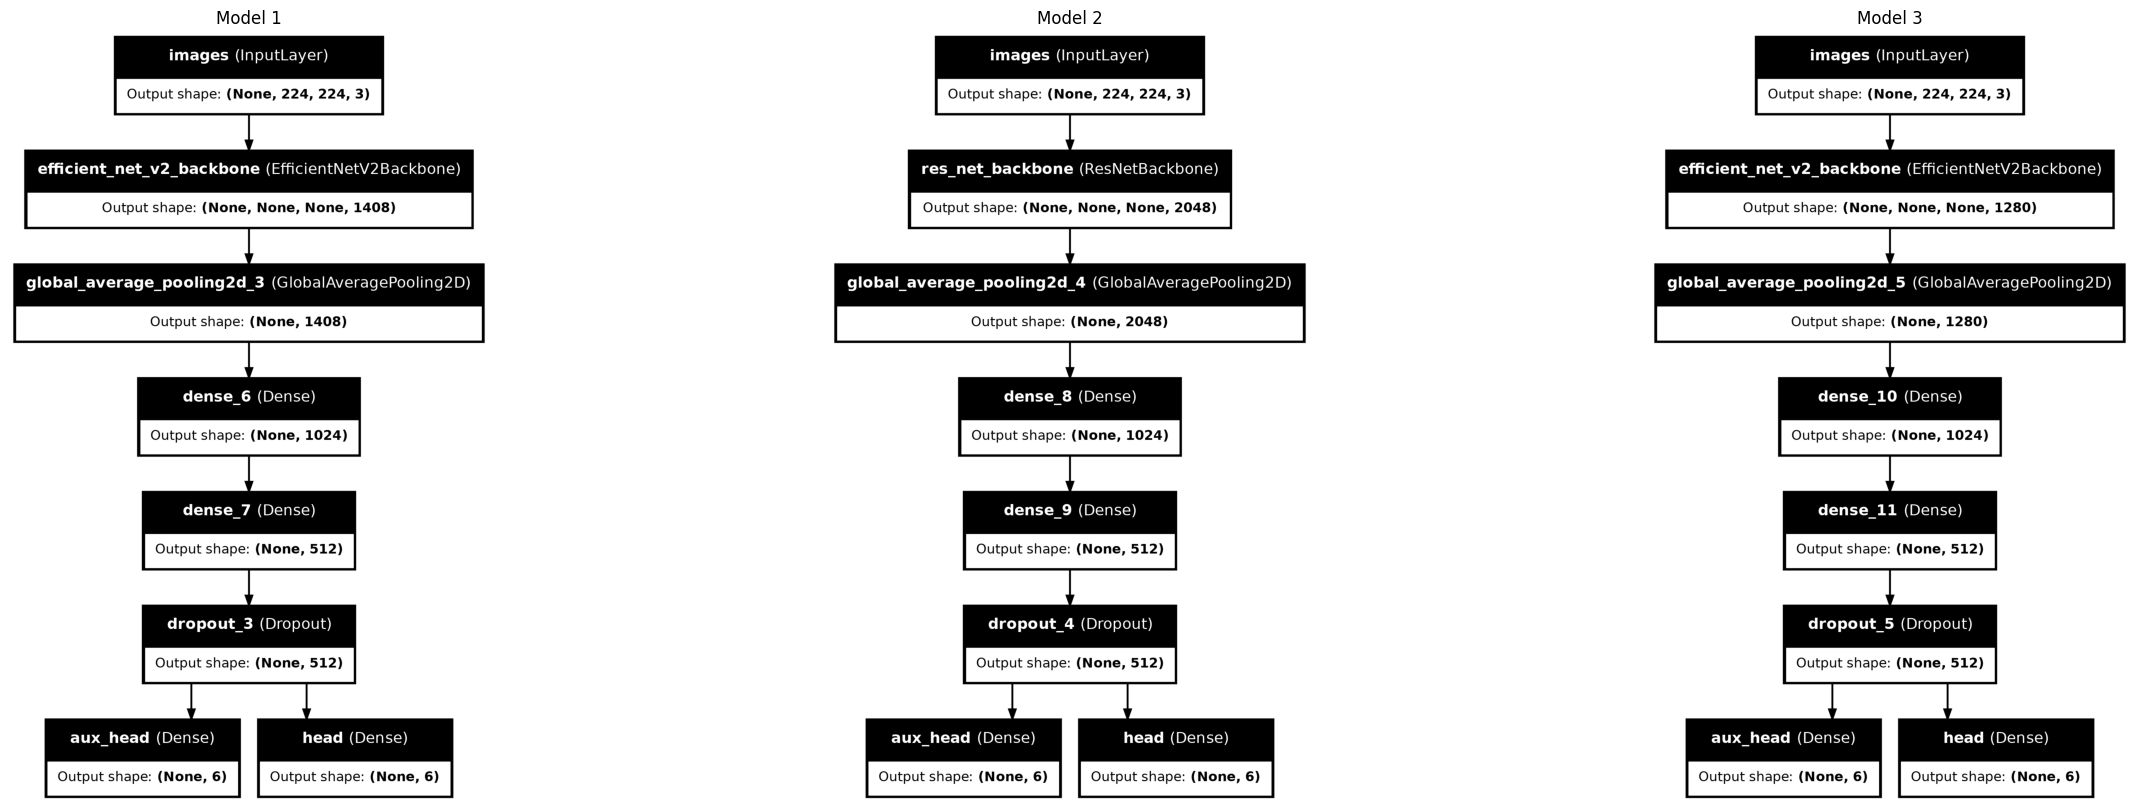 Model 1
images (InputLayer)
Output shape: (None, 224, 224, 3)
efficient_net_v2_backbone (EfficientNetV2Backbone)
Output shape: (None, None, None, 1408)
global_average_pooling2d_3 (GlobalAveragePooling2D)
Output shape: (None, 1408)
dense_6 (Dense)
Output shape: (None, 1024)
dense_7 (Dense)
Output shape: (None, 512)
dropout_3 (Dropout)
Output shape: (None, 512)
aux_head (Dense)
Output shape: (None, 6)
head (Dense)
Output shape: (None, 6)
Model 2
images (InputLayer)
Output shape: (None, 224, 224, 3)
res_net_backbone (ResNetBackbone)
Output shape: (None, None, None, 2048)
global_average_pooling2d_4 (GlobalAveragePooling2D)
Output shape: (None, 2048)
dense_8 (Dense)
Output shape: (None, 1024)
dense_9 (Dense)
Output shape: (None, 512)
dropout_4 (Dropout)
Output shape: (None, 512)
aux_head (Dense)
Output shape: (None, 6)
head (Dense)
Output shape: (None, 6)
Model 3
images (InputLayer)
Output shape: (None, 224, 224, 3)
efficient_net_v2_backbone (EfficientNetV2Backbone)
Output shape: (None, None, None, 1280)
global_average_pooling2d_5 (GlobalAveragePooling2D)
Output shape: (None, 1280)
dense_10 (Dense)
Output shape: (None, 1024)
dense_11 (Dense)
Output shape: (None, 512)
dropout_5 (Dropout)
Output shape: (None, 512)
aux_head (Dense)
Output shape: (None, 6)
head (Dense)
Output shape: (None, 6)